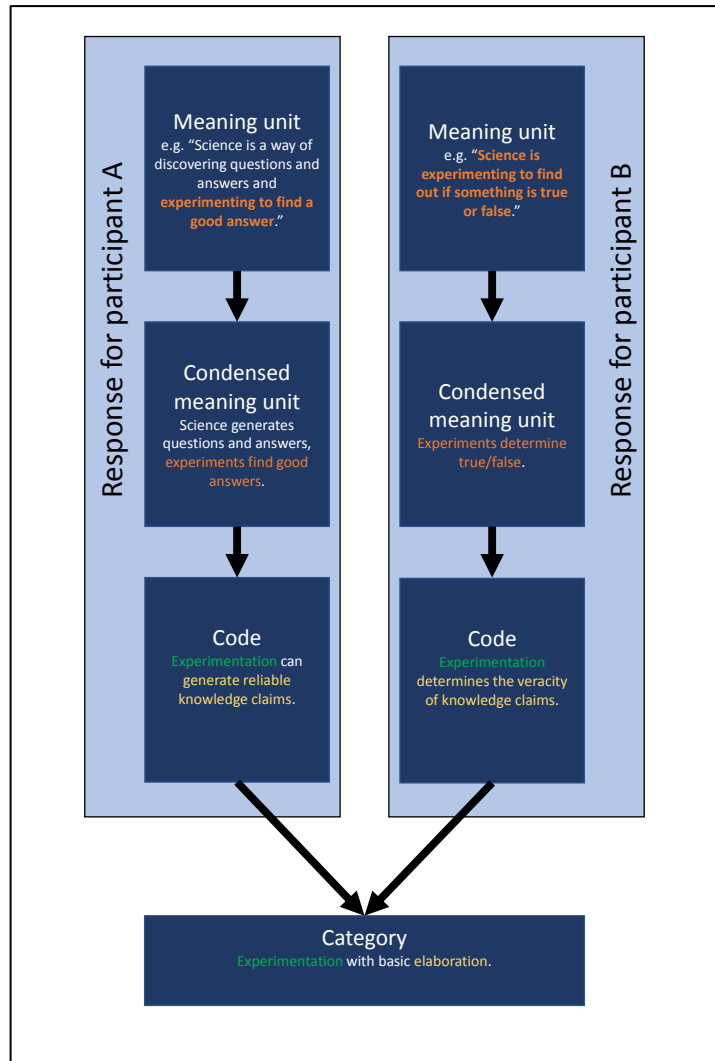 Response for participant A
Meaning unit
e.g. “Science is a way of
discovering questions and
answers and
experimenting to find a
good answer.”
Condensed
meaning unit
Science generates
questions and answers,
experiments find good
answers.
Code
Experimentation can
generate reliable
knowledge claims.
Response for participant B
Meaning unit
e.g. “Science is
experimenting to find
out if something is true
or false.”
Condensed
meaning unit
Experiments determine
true/false.
Code
Experimentation
determines the veracity
of knowledge claims.
Category
Experimentation with basic elaboration.